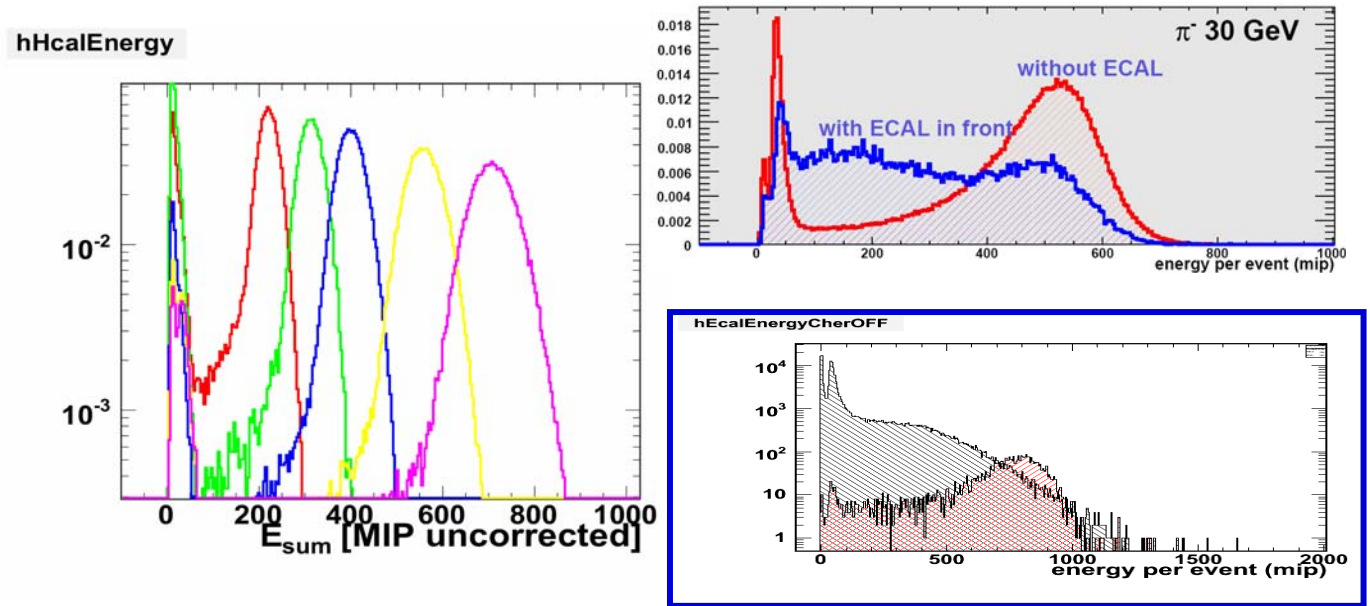 hHcalEnergy
10⁻²
10⁻³
0 200 400 600 800 1000
E_sum [MIP uncorrected]
π⁻ 30 GeV
without ECAL
with ECAL in front
0.018
0.016
0.014
0.012
0.01
0.008
0.006
0.004
0.002
0
0 200 400 600 800 1000
energy per event (mip)
hEcalEnergyCherOFF
10⁴
10³
10²
10
1
0 500 1000 1500 2000
energy per event (mip)